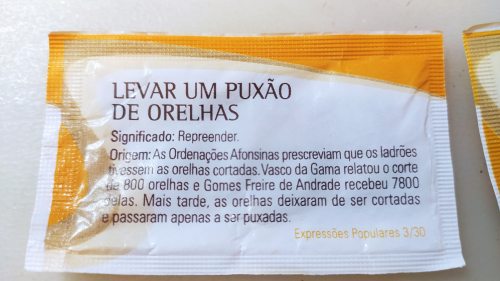 LEVAR UM PUXÃO
DE ORELHAS
Significado: Repreender.
Origem: As Ordenações Afonsinas prescreviam que os ladrões
tivessem as orelhas cortadas. Vasco da Gama relatou o corte
de 800 orelhas e Gomes Freire de Andrade recebeu 7800
delas. Mais tarde, as orelhas deixaram de ser cortadas
e passaram apenas a ser puxadas.
Expressões Populares 3/30